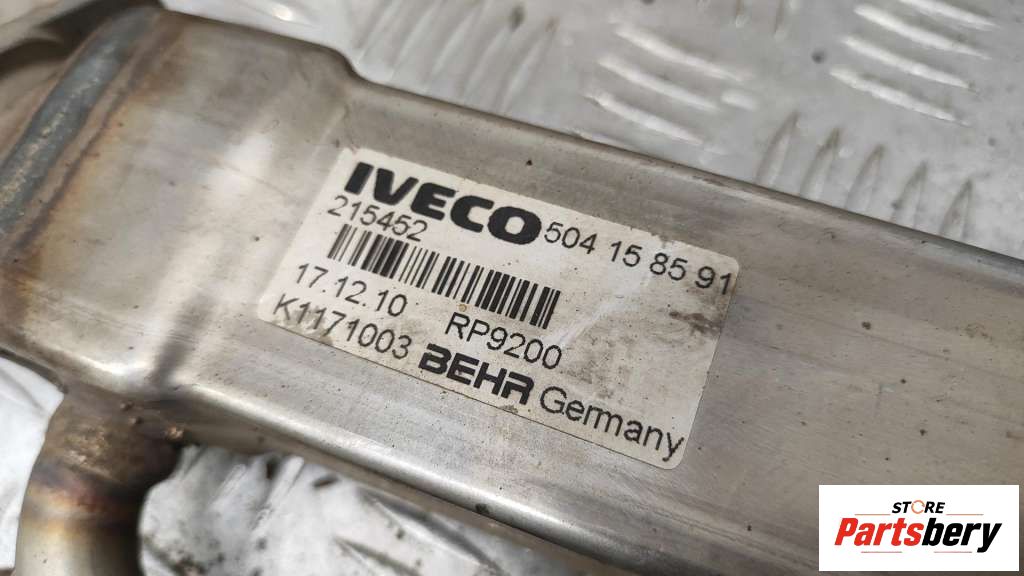 IVECO 504 15 85 91
215452
17.12.10 RP9200
K1171003 BEHR Germany
STORE
Partsbery